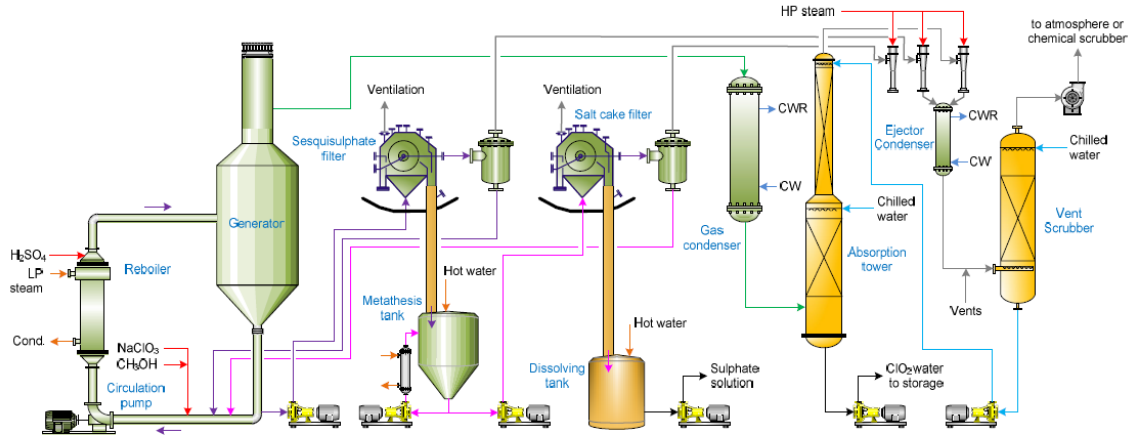 HP steam
to atmosphere or
chemical scrubber
Ventilation
Ventilation
Salt cake filter
Sesquisulphate
filter
CWR
Ejector
Condenser
CWR
CW
Chilled
water
Generator
CW
Gas
condenser
Chilled
water
Absorption
tower
Vent
Scrubber
H₂SO₄
Reboiler
LP
steam
Hot water
Metathesis
tank
Vents
Cond.
NaClO₃
CH₃OH
Hot water
Circulation
pump
Dissolving
tank
Sulphate
solution
ClO₂water
to storage